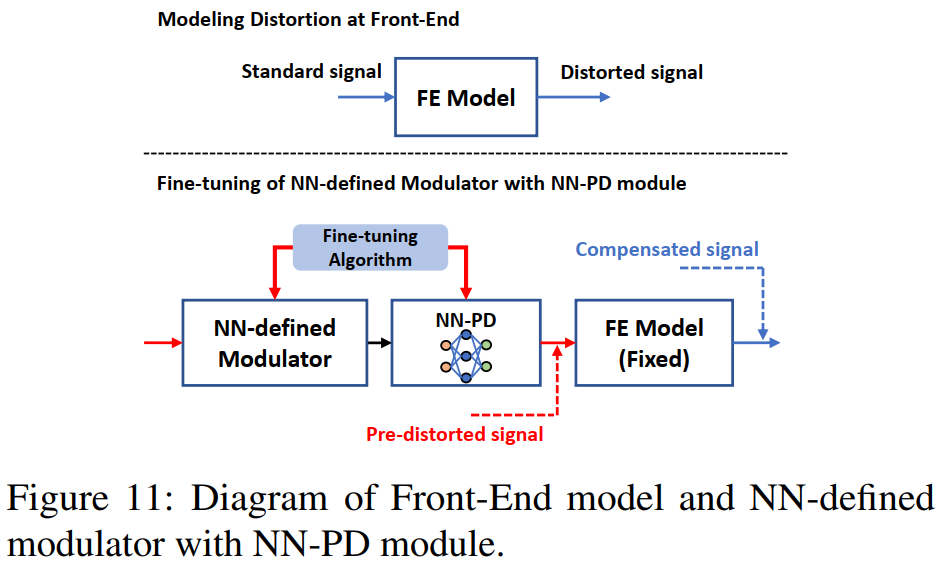 Modeling Distortion at Front-End
Standard signal
FE Model
Distorted signal
Fine-tuning of NN-defined Modulator with NN-PD module
Fine-tuning
Algorithm
Compensated signal
NN-defined
Modulator
NN-PD
FE Model
(Fixed)
Pre-distorted signal
Figure 11: Diagram of Front-End model and NN-defined
modulator with NN-PD module.